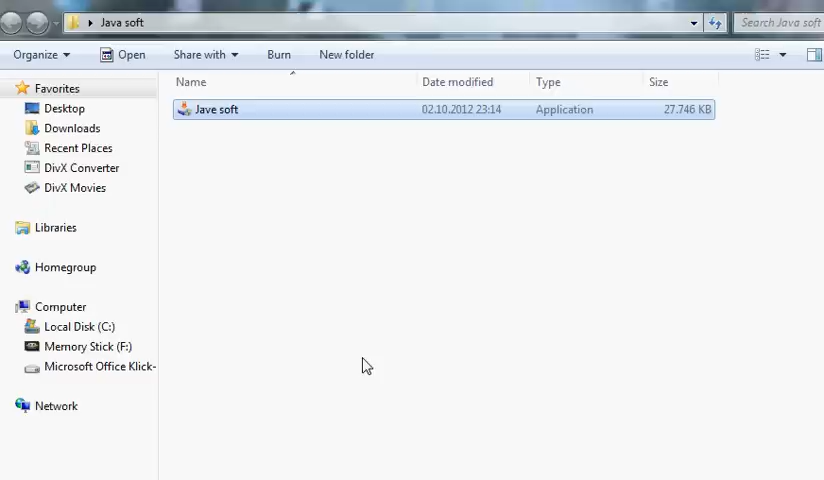 Java soft
Search Java soft
Organize Open Share with Burn New folder
Name Date modified Type Size
Jave soft 02.10.2012 23:14 Application 27.746 KB
Favorites
Desktop
Downloads
Recent Places
DivX Converter
DivX Movies
Libraries
Homegroup
Computer
Local Disk (C:)
Memory Stick (F:)
Microsoft Office Klick-
Network